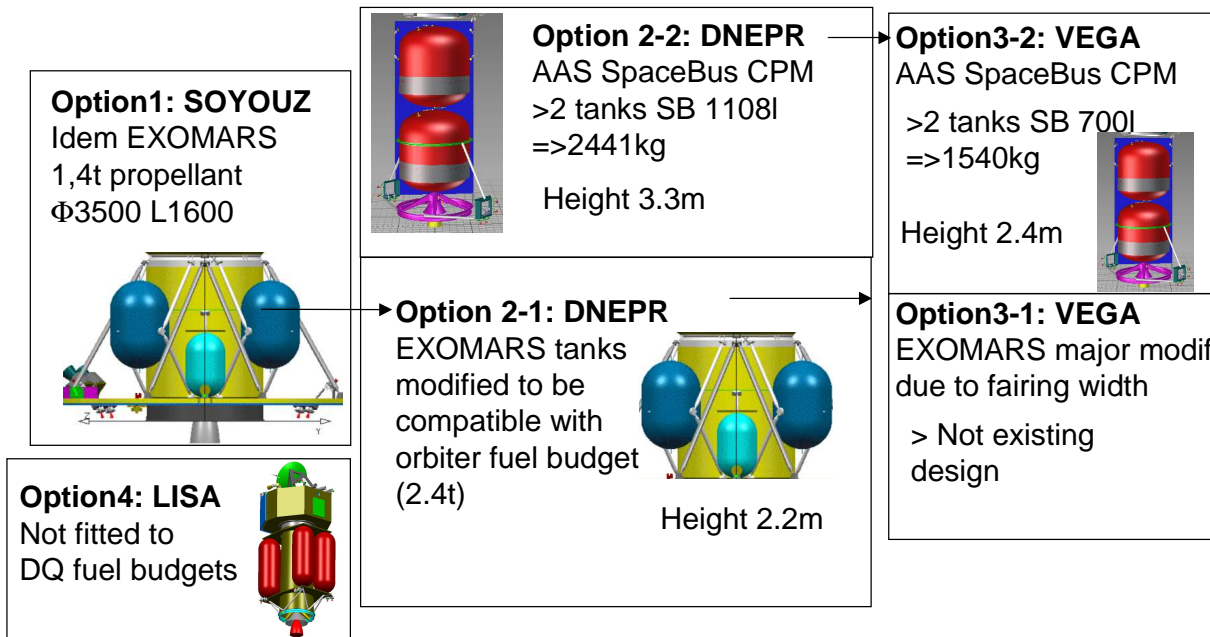 Option1: SOYOUZ
Idem EXOMARS
1,4t propellant
Φ3500 L1600
Z
Y
Option4: LISA
Not fitted to
DQ fuel budgets
Option 2-2: DNEPR
AAS SpaceBus CPM
>2 tanks SB 1108l
=>2441kg
Height 3.3m
Option 2-1: DNEPR
EXOMARS tanks
modified to be
compatible with
orbiter fuel budget
(2.4t)
Height 2.2m
Option3-2: VEGA
AAS SpaceBus CPM
>2 tanks SB 700l
=>1540kg
Height 2.4m
Option3-1: VEGA
EXOMARS major modif
due to fairing width
> Not existing
design